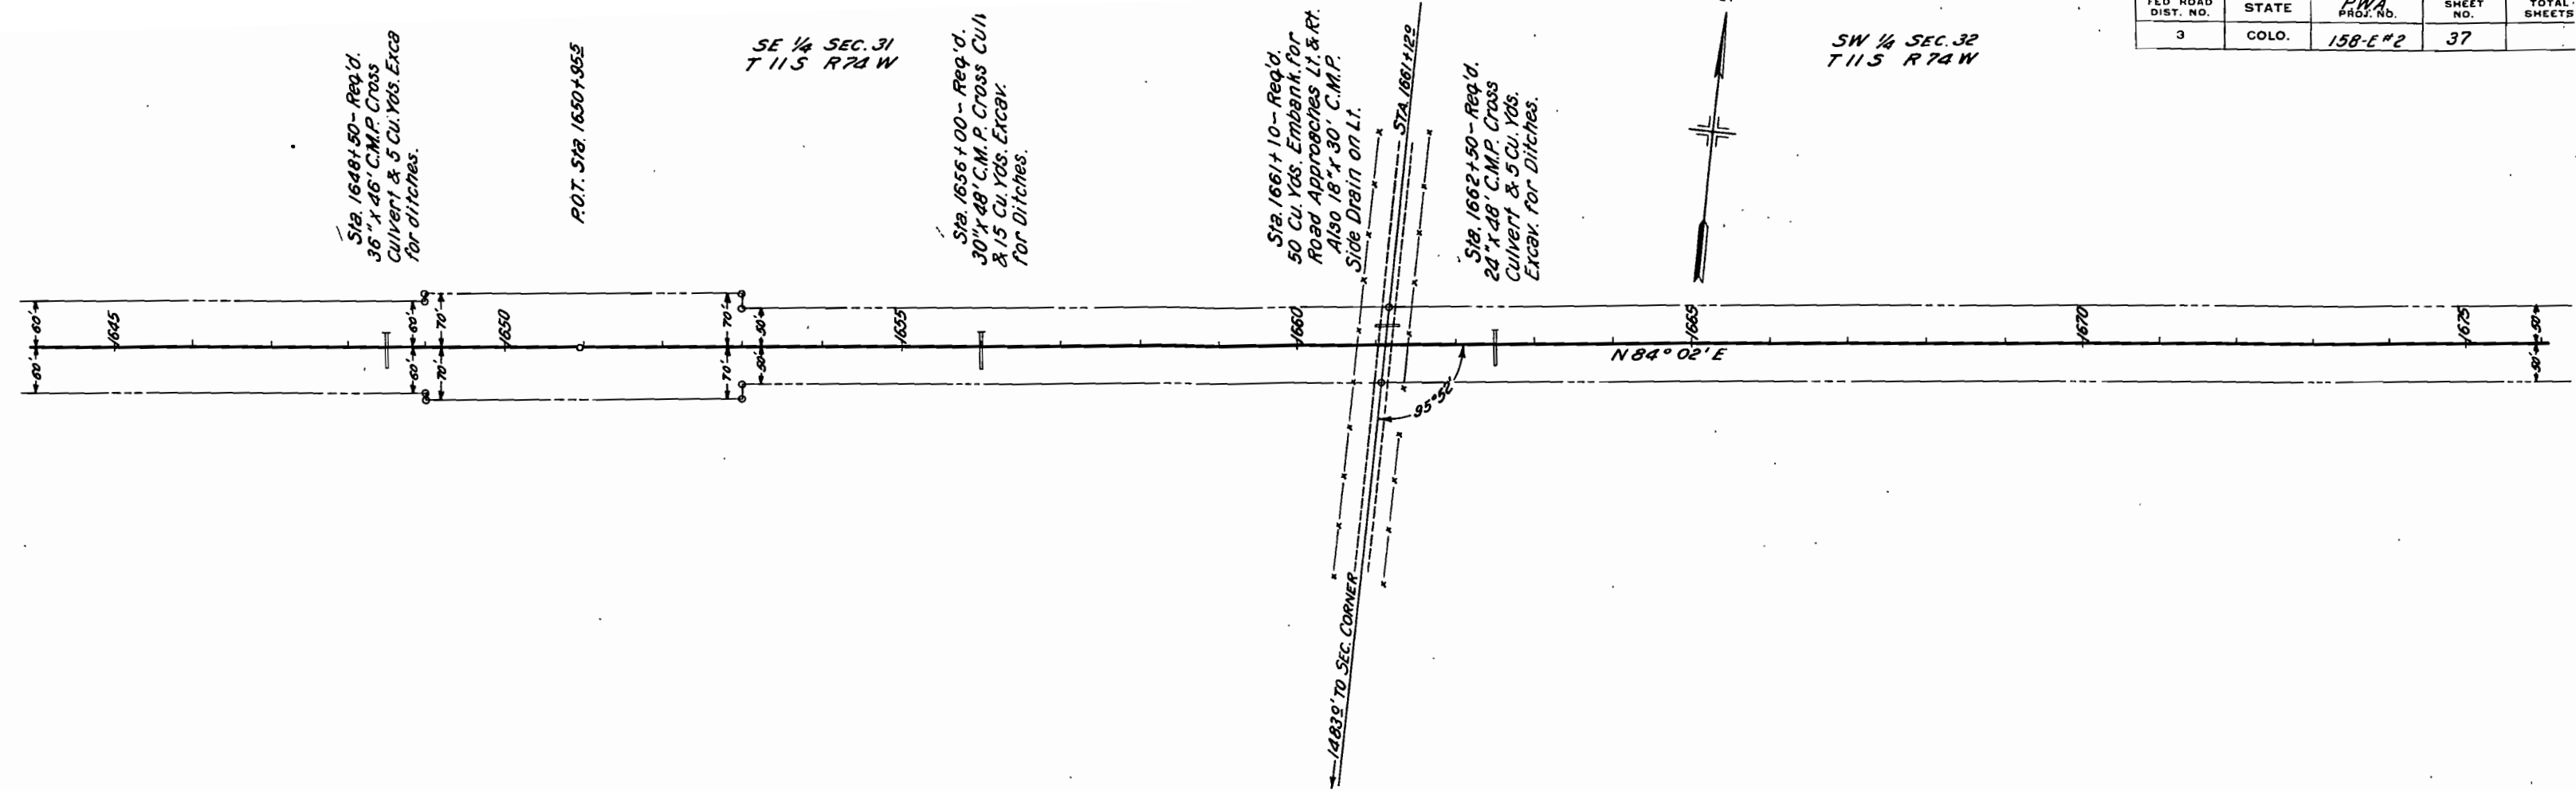 FED ROAD DIST. NO.
STATE
PWA PROJ. NO.
SHEET NO.
TOTAL SHEETS
3
COLO.
158-E #2
37
SE 1/4 SEC. 31
T 11 S R 74 W
SW 1/4 SEC. 32
T 11 S R 74 W
Sta. 1648+50 - Req'd.
36" x 46' C.M.P. Cross
Culvert & 5 Cu. Yds. Exca
for ditches.
P.O.T. Sta. 1650+95 5
Sta. 1656+00 - Req'd.
30" x 48' C.M.P. Cross Culv
& 15 Cu. Yds. Excav.
for Ditches.
Sta. 1661+10 - Req'd.
50 Cu. Yds. Embank. for
Road Approaches Lt. & Rt.
Also 18" x 30' C.M.P.
Side Drain on Lt.
STA. 1661+12 0
Sta. 1662+50 - Req'd.
24" x 48' C.M.P. Cross
Culvert & 5 Cu. Yds.
Excav. for Ditches.
60'
60'
1645
60'
60'
70'
70'
1650
70'
70'
50'
50'
1655
1660
1665
1670
1675
50'
50'
N 84° 02' E
95°52'
1483 0' TO SEC. CORNER